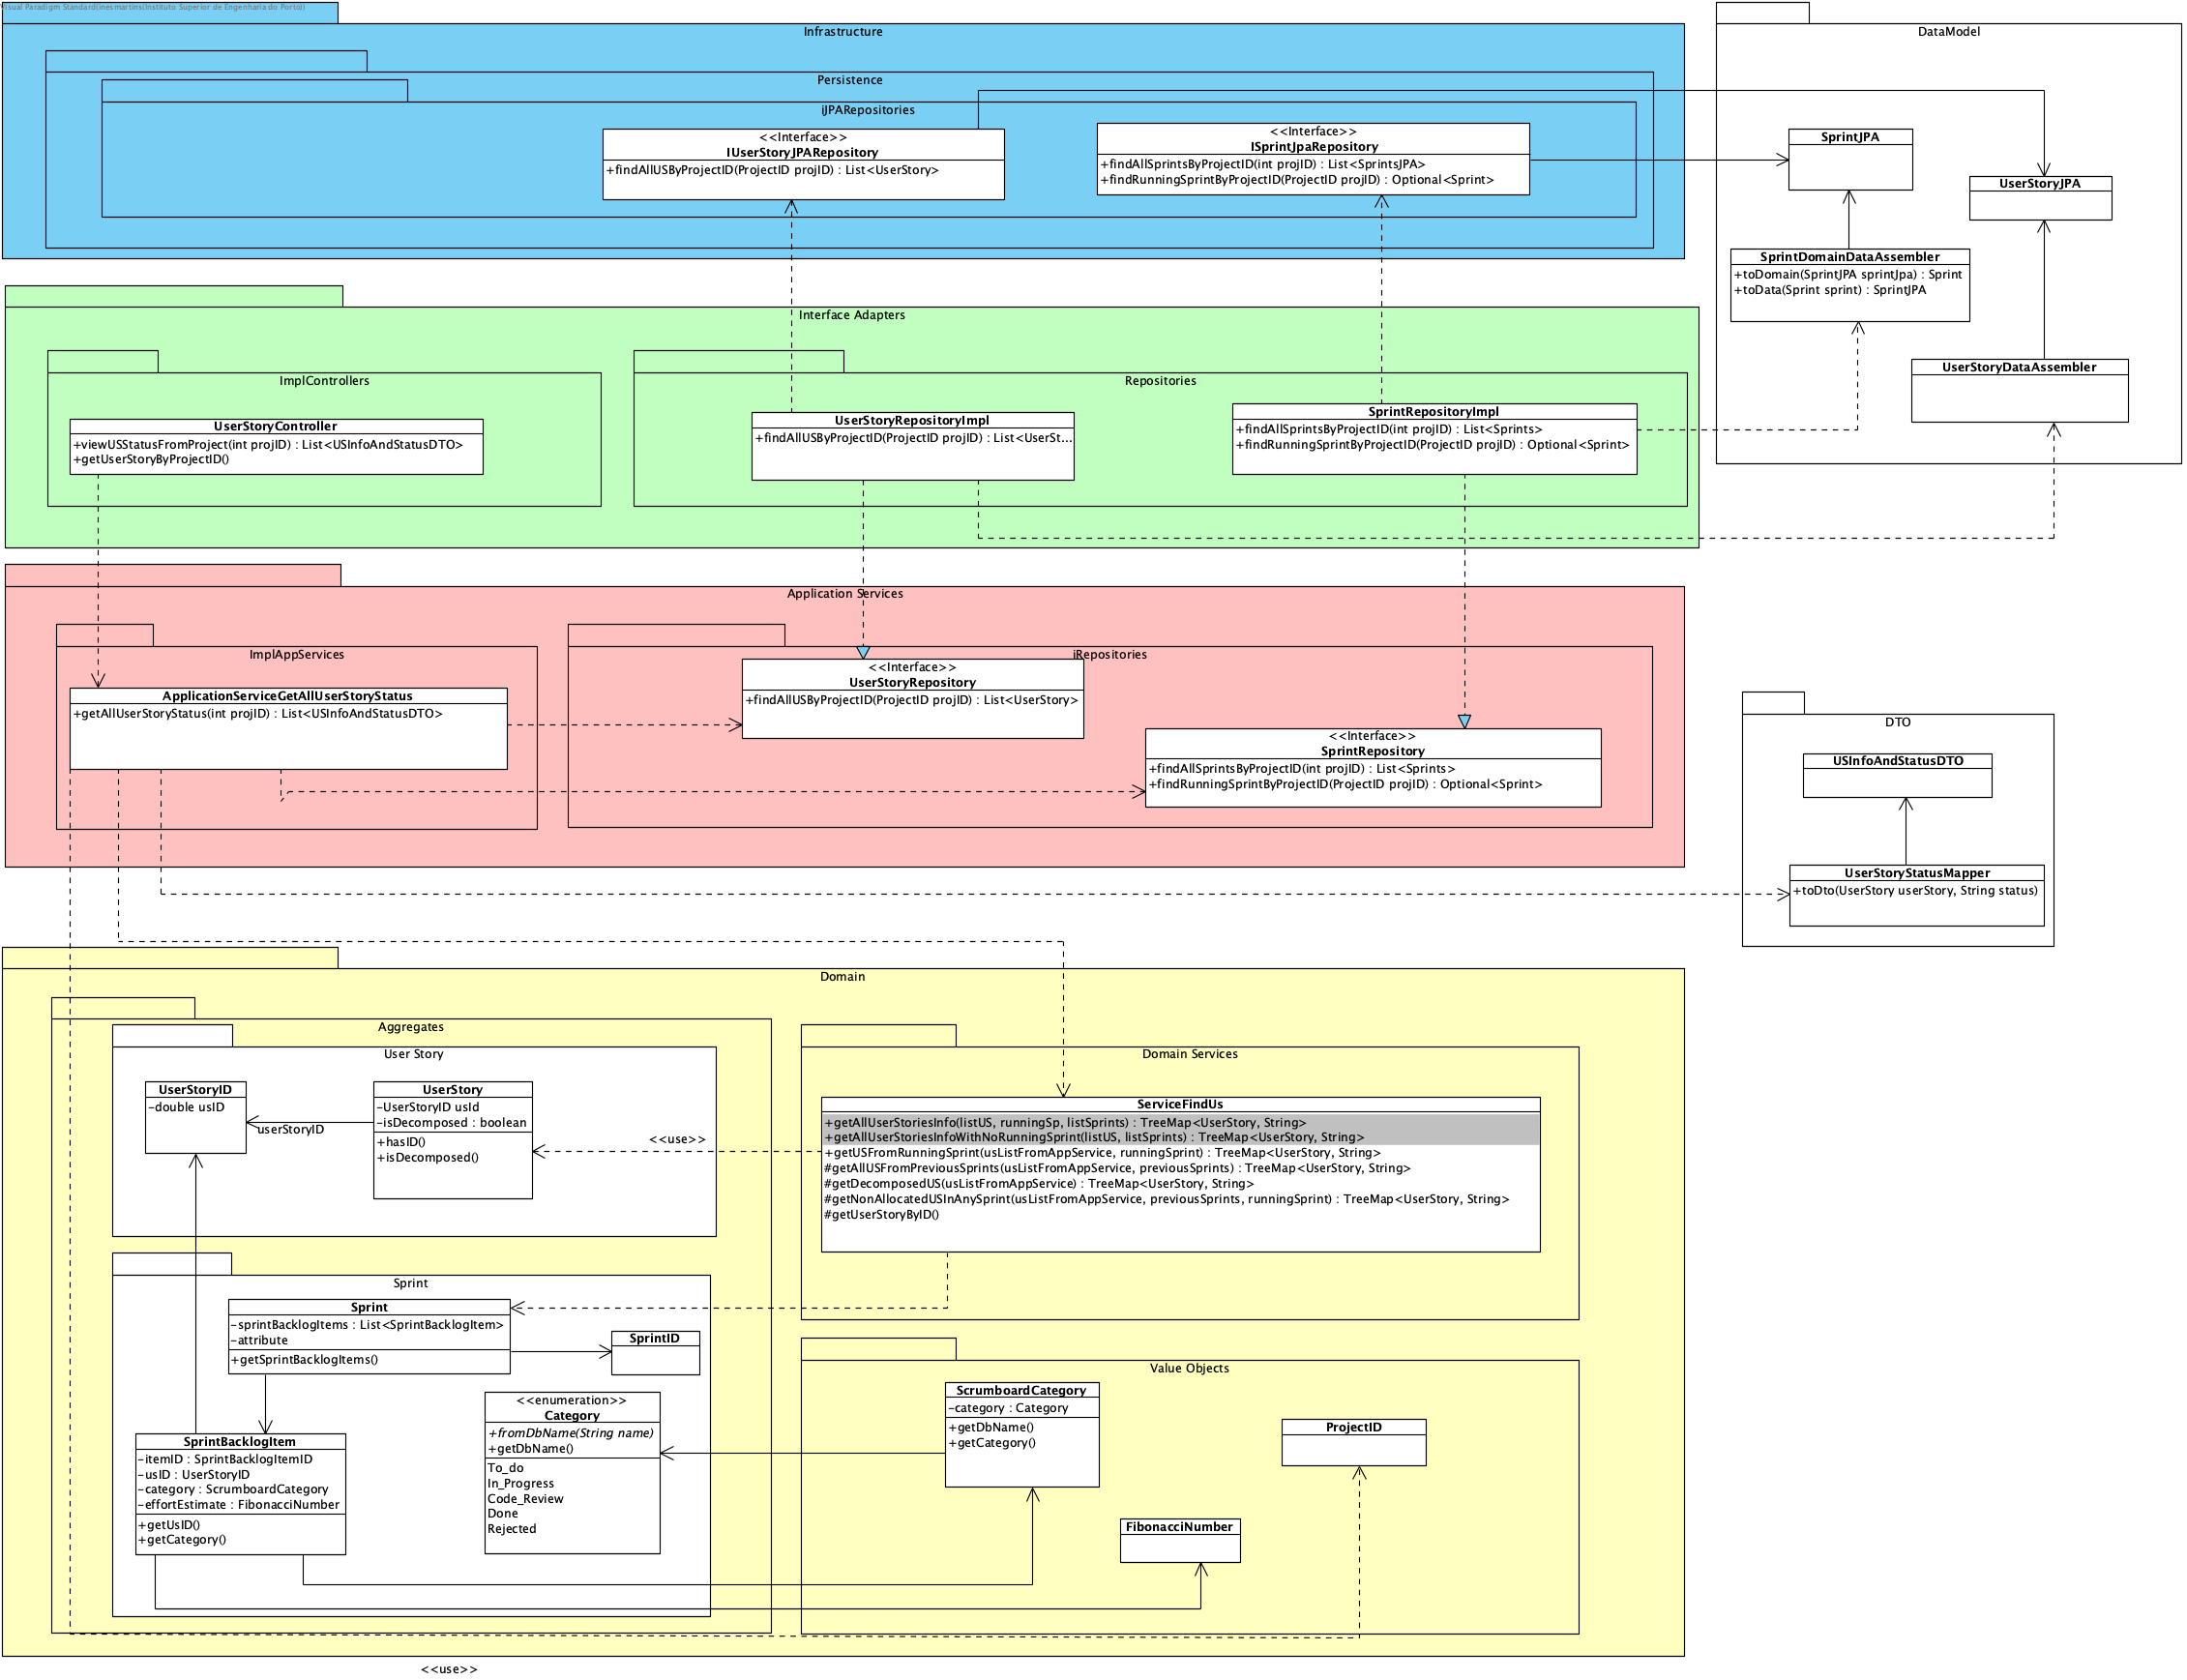 Visual Paradigm Standard(inesmartins(Instituto Superior de Engenharia do Porto))
Infrastructure
Persistence
iJPARepositories
<<Interface>>
IUserStoryJPARepository
+findAllUSByProjectID(ProjectID projID) : List<UserStory>
<<Interface>>
ISprintJpaRepository
+findAllSprintsByProjectID(int projID) : List<SprintsJPA>
+findRunningSprintByProjectID(ProjectID projID) : Optional<Sprint>
DataModel
SprintJPA
UserStoryJPA
SprintDomainDataAssembler
+toDomain(SprintJPA sprintJpa) : Sprint
+toData(Sprint sprint) : SprintJPA
UserStoryDataAssembler
Interface Adapters
ImplControllers
UserStoryController
+viewUSStatusFromProject(int projID) : List<USInfoAndStatusDTO>
+getUserStoryByProjectID()
Repositories
UserStoryRepositoryImpl
+findAllUSByProjectID(ProjectID projID) : List<UserSt...
SprintRepositoryImpl
+findAllSprintsByProjectID(int projID) : List<Sprints>
+findRunningSprintByProjectID(ProjectID projID) : Optional<Sprint>
Application Services
ImplAppServices
ApplicationServiceGetAllUserStoryStatus
+getAllUserStoryStatus(int projID) : List<USInfoAndStatusDTO>
iRepositories
<<Interface>>
UserStoryRepository
+findAllUSByProjectID(ProjectID projID) : List<UserStory>
<<Interface>>
SprintRepository
+findAllSprintsByProjectID(int projID) : List<Sprints>
+findRunningSprintByProjectID(ProjectID projID) : Optional<Sprint>
DTO
USInfoAndStatusDTO
UserStoryStatusMapper
+toDto(UserStory userStory, String status)
Domain
Aggregates
User Story
UserStoryID
-double usID
userStoryID
UserStory
-UserStoryID usId
-isDecomposed : boolean
+hasID()
+isDecomposed()
<<use>>
Domain Services
ServiceFindUs
+getAllUserStoriesInfo(listUS, runningSp, listSprints) : TreeMap<UserStory, String>
+getAllUserStoriesInfoWithNoRunningSprint(listUS, listSprints) : TreeMap<UserStory, String>
+getUSFromRunningSprint(usListFromAppService, runningSprint) : TreeMap<UserStory, String>
#getAllUSFromPreviousSprints(usListFromAppService, previousSprints) : TreeMap<UserStory, String>
#getDecomposedUS(usListFromAppService) : TreeMap<UserStory, String>
#getNonAllocatedUSInAnySprint(usListFromAppService, previousSprints, runningSprint) : TreeMap<UserStory, String>
#getUserStoryByID()
Sprint
Sprint
-sprintBacklogItems : List<SprintBacklogItem>
-attribute
+getSprintBacklogItems()
SprintID
<<enumeration>>
Category
+fromDbName(String name)
+getDbName()
To_do
In_Progress
Code_Review
Done
Rejected
SprintBacklogItem
-itemID : SprintBacklogItemID
-usID : UserStoryID
-category : ScrumboardCategory
-effortEstimate : FibonacciNumber
+getUsID()
+getCategory()
Value Objects
ScrumboardCategory
-category : Category
+getDbName()
+getCategory()
ProjectID
FibonacciNumber
<<use>>